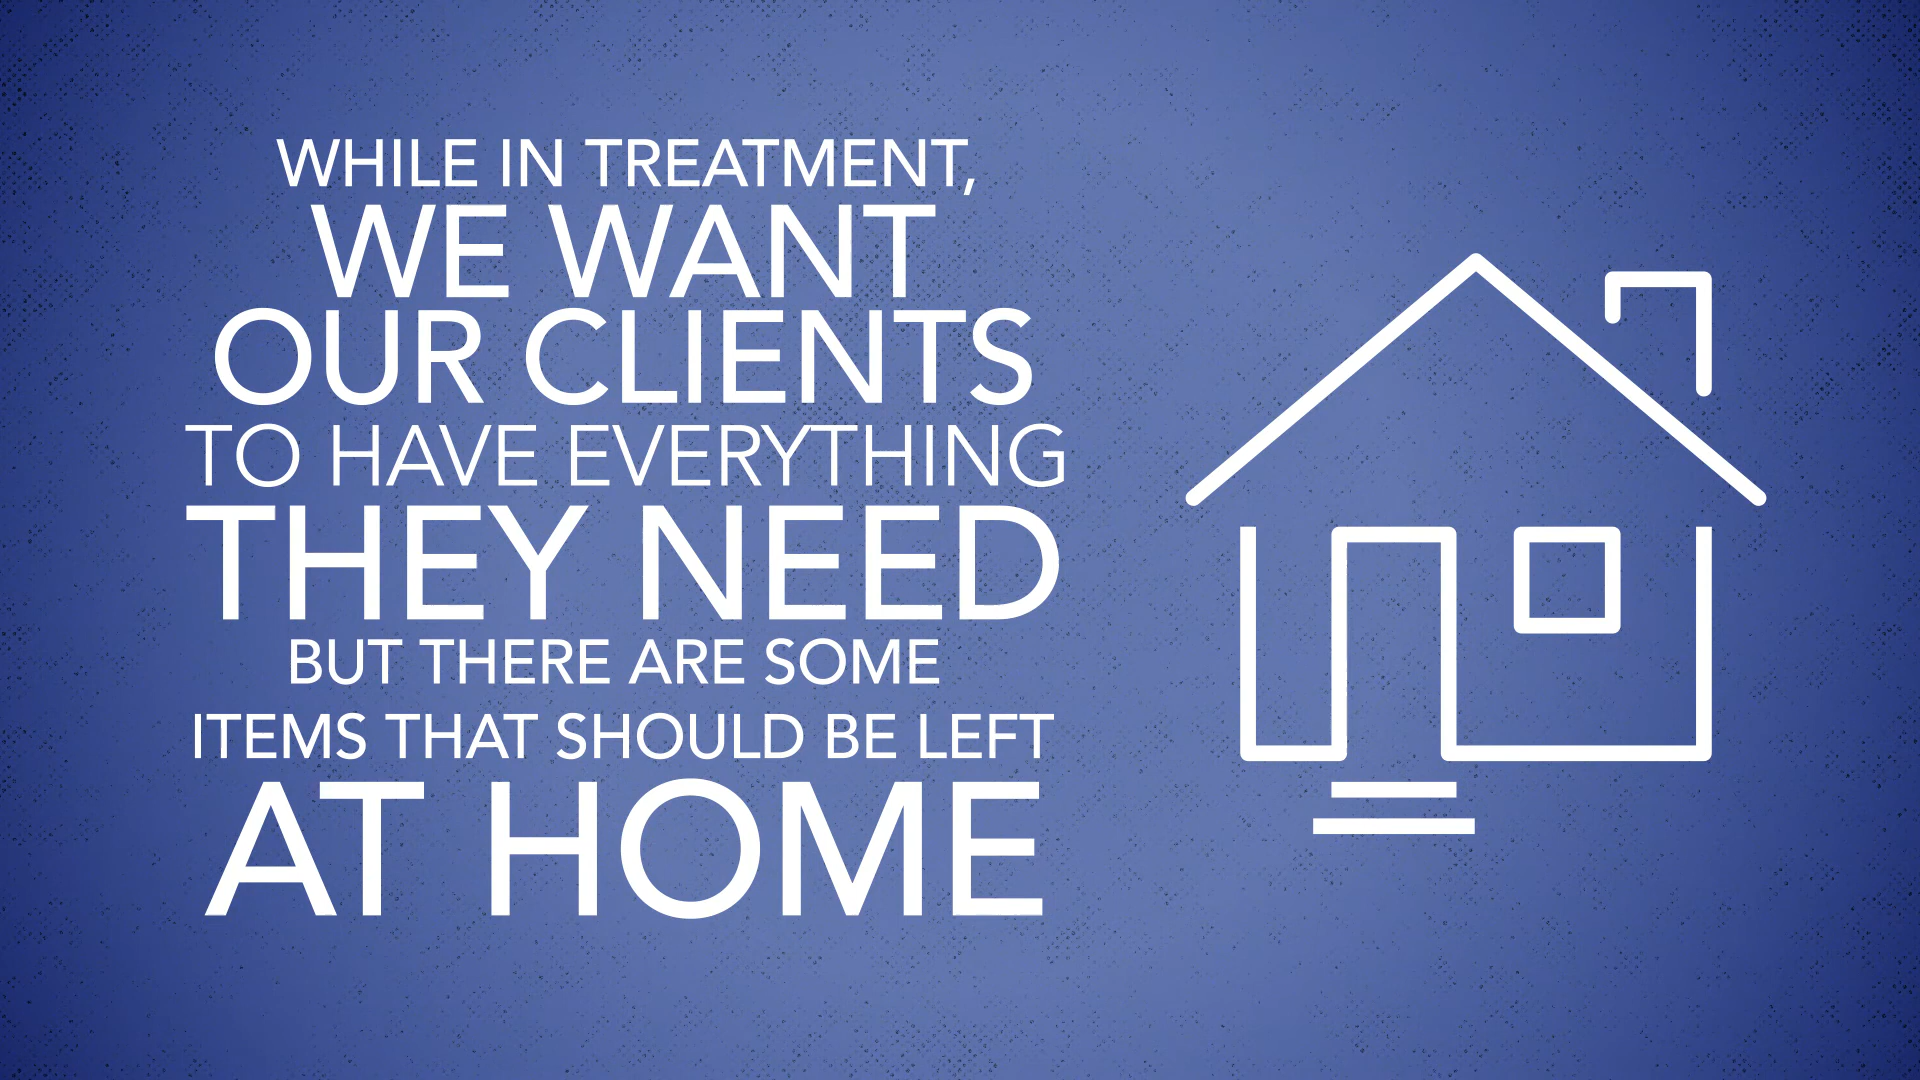 WHILE IN TREATMENT,
WE WANT
OUR CLIENTS
TO HAVE EVERYTHING
THEY NEED
BUT THERE ARE SOME
ITEMS THAT SHOULD BE LEFT
AT HOME